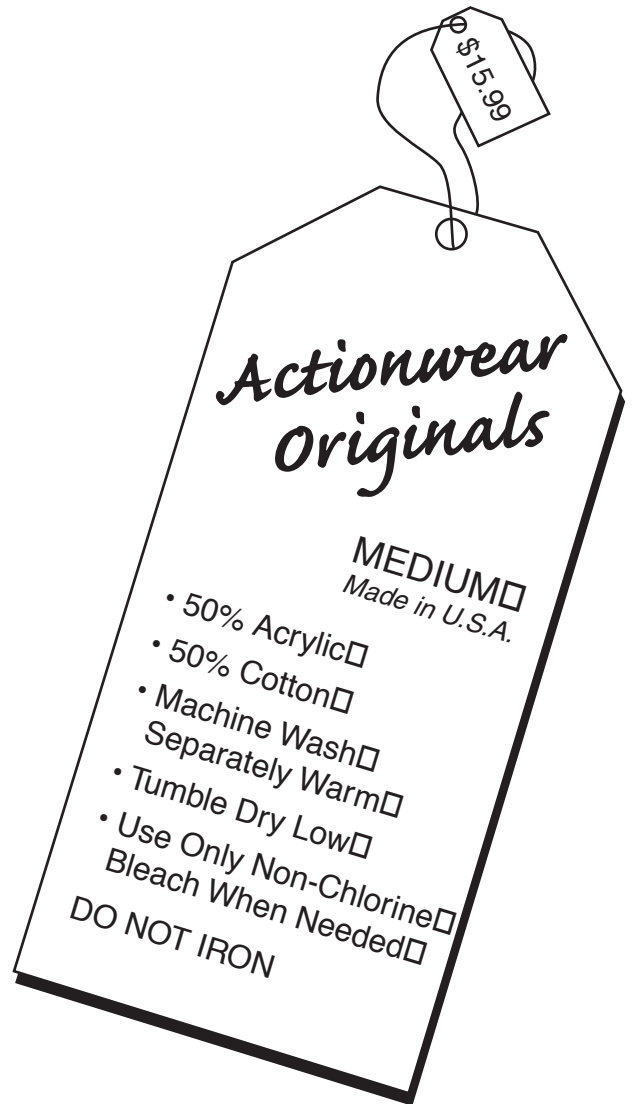 $15.99
Actionwear
Originals
MEDIUM
Made in U.S.A.
• 50% Acrylic
• 50% Cotton
• Machine Wash
Separately Warm
• Tumble Dry Low
• Use Only Non-Chlorine
Bleach When Needed
DO NOT IRON